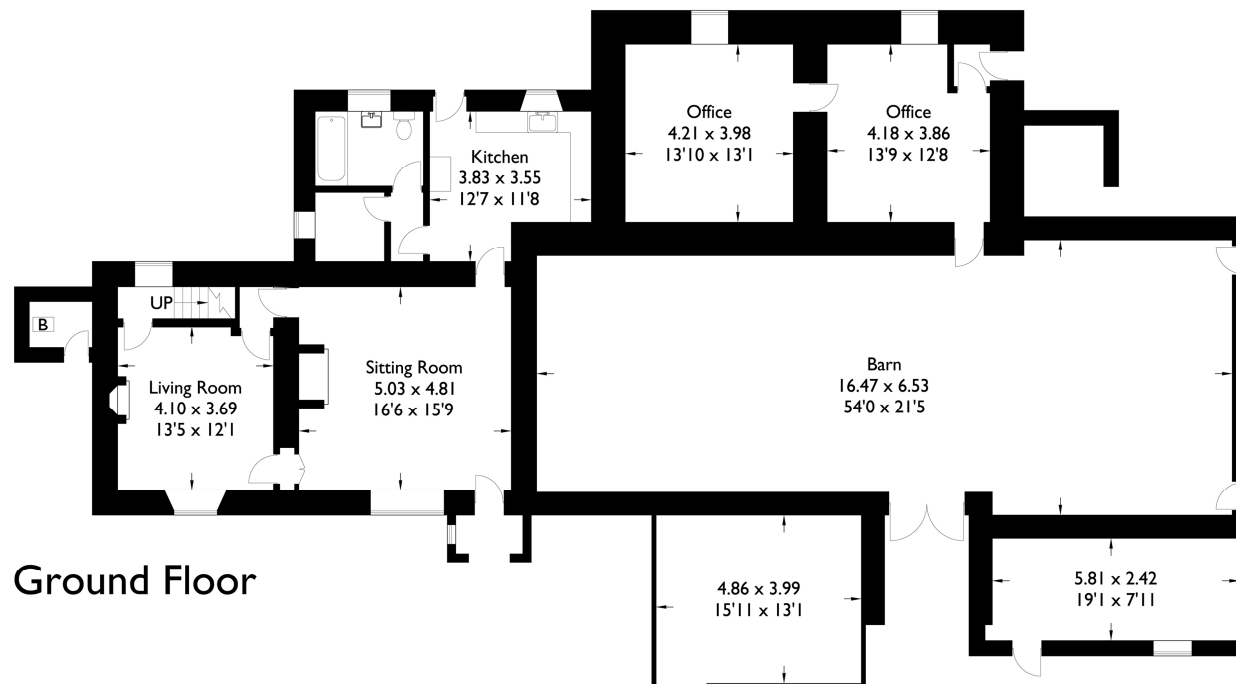 Office
4.21 x 3.98
13'10 x 13'1
Office
4.18 x 3.86
13'9 x 12'8
Kitchen
3.83 x 3.55
12'7 x 11'8
UP
B
Living Room
4.10 x 3.69
13'5 x 12'1
Sitting Room
5.03 x 4.81
16'6 x 15'9
Barn
16.47 x 6.53
54'0 x 21'5
Ground Floor
4.86 x 3.99
15'11 x 13'1
5.81 x 2.42
19'1 x 7'11